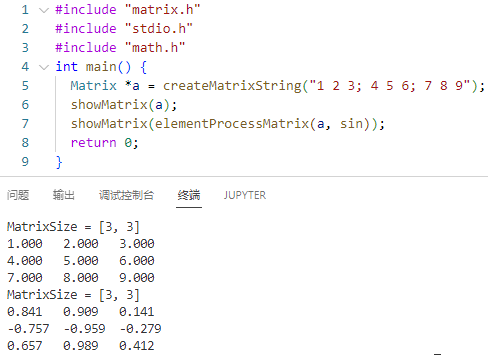 1 #include "matrix.h"
2 #include "stdio.h"
3 #include "math.h"
4 int main() {
5 Matrix *a = createMatrixString("1 2 3; 4 5 6; 7 8 9");
6 showMatrix(a);
7 showMatrix(elementProcessMatrix(a, sin));
8 return 0;
9 }
问题 输出 调试控制台 终端 JUPYTER
MatrixSize = [3, 3]
1.000 2.000 3.000
4.000 5.000 6.000
7.000 8.000 9.000
MatrixSize = [3, 3]
0.841 0.909 0.141
-0.757 -0.959 -0.279
0.657 0.989 0.412